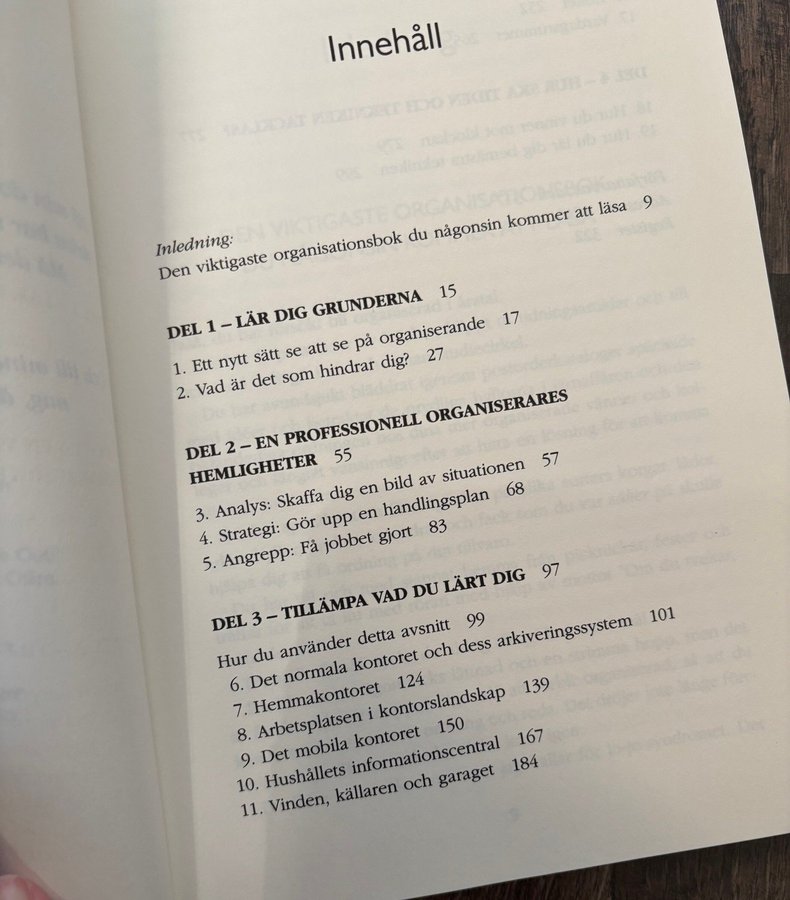 Innehåll
Inledning:
Den viktigaste organisationsbok du någonsin kommer att läsa 9
DEL 1 – LÄR DIG GRUNDERNA 15
1. Ett nytt sätt se att se på organiserande 17
2. Vad är det som hindrar dig? 27
DEL 2 – EN PROFESSIONELL ORGANISERARES
HEMLIGHETER 55
3. Analys: Skaffa dig en bild av situationen 57
4. Strategi: Gör upp en handlingsplan 68
5. Angrepp: Få jobbet gjort 83
DEL 3 – TILLÄMPA VAD DU LÄRT DIG 97
Hur du använder detta avsnitt 99
6. Det normala kontoret och dess arkiveringssystem 101
7. Hemmakontoret 124
8. Arbetsplatsen i kontorslandskap 139
9. Det mobila kontoret 150
10. Hushållets informationscentral 167
11. Vinden, källaren och garaget 184